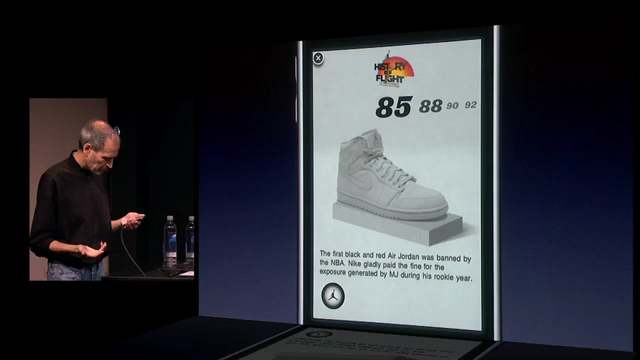 HISTORY
OF
FLIGHT
85 88 90 92
The first black and red Air Jordan was banned by
the NBA. Nike gladly paid the fine for the
exposure generated by MJ during his rookie year.